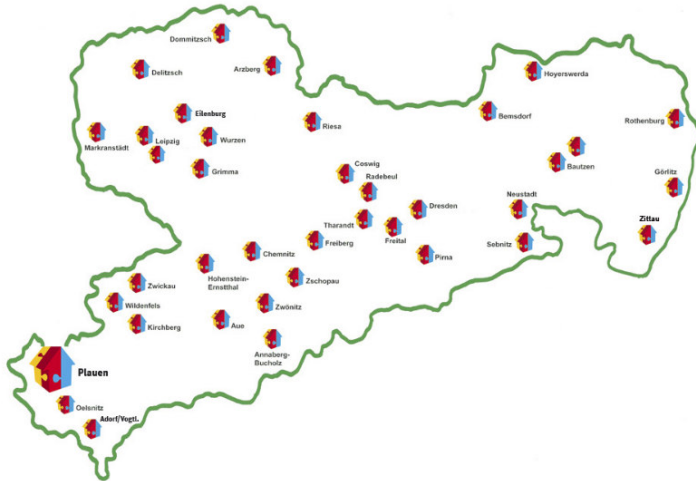 Dommitzsch
Delitzsch
Arzberg
Hoyerswerda
Eilenburg
Bernsdorf
Riesa
Rothenburg
Markranstädt
Leipzig
Wurzen
Grimma
Bautzen
Coswig
Radebeul
Görlitz
Neustadt
Dresden
Tharandt
Freital
Zittau
Freiberg
Sebnitz
Chemnitz
Pirna
Hohenstein-
Ernstthal
Zschopau
Zwickau
Wildenfels
Zwönitz
Kirchberg
Aue
Annaberg-
Bucholz
Plauen
Oelsnitz
Adorf/Vogtl.